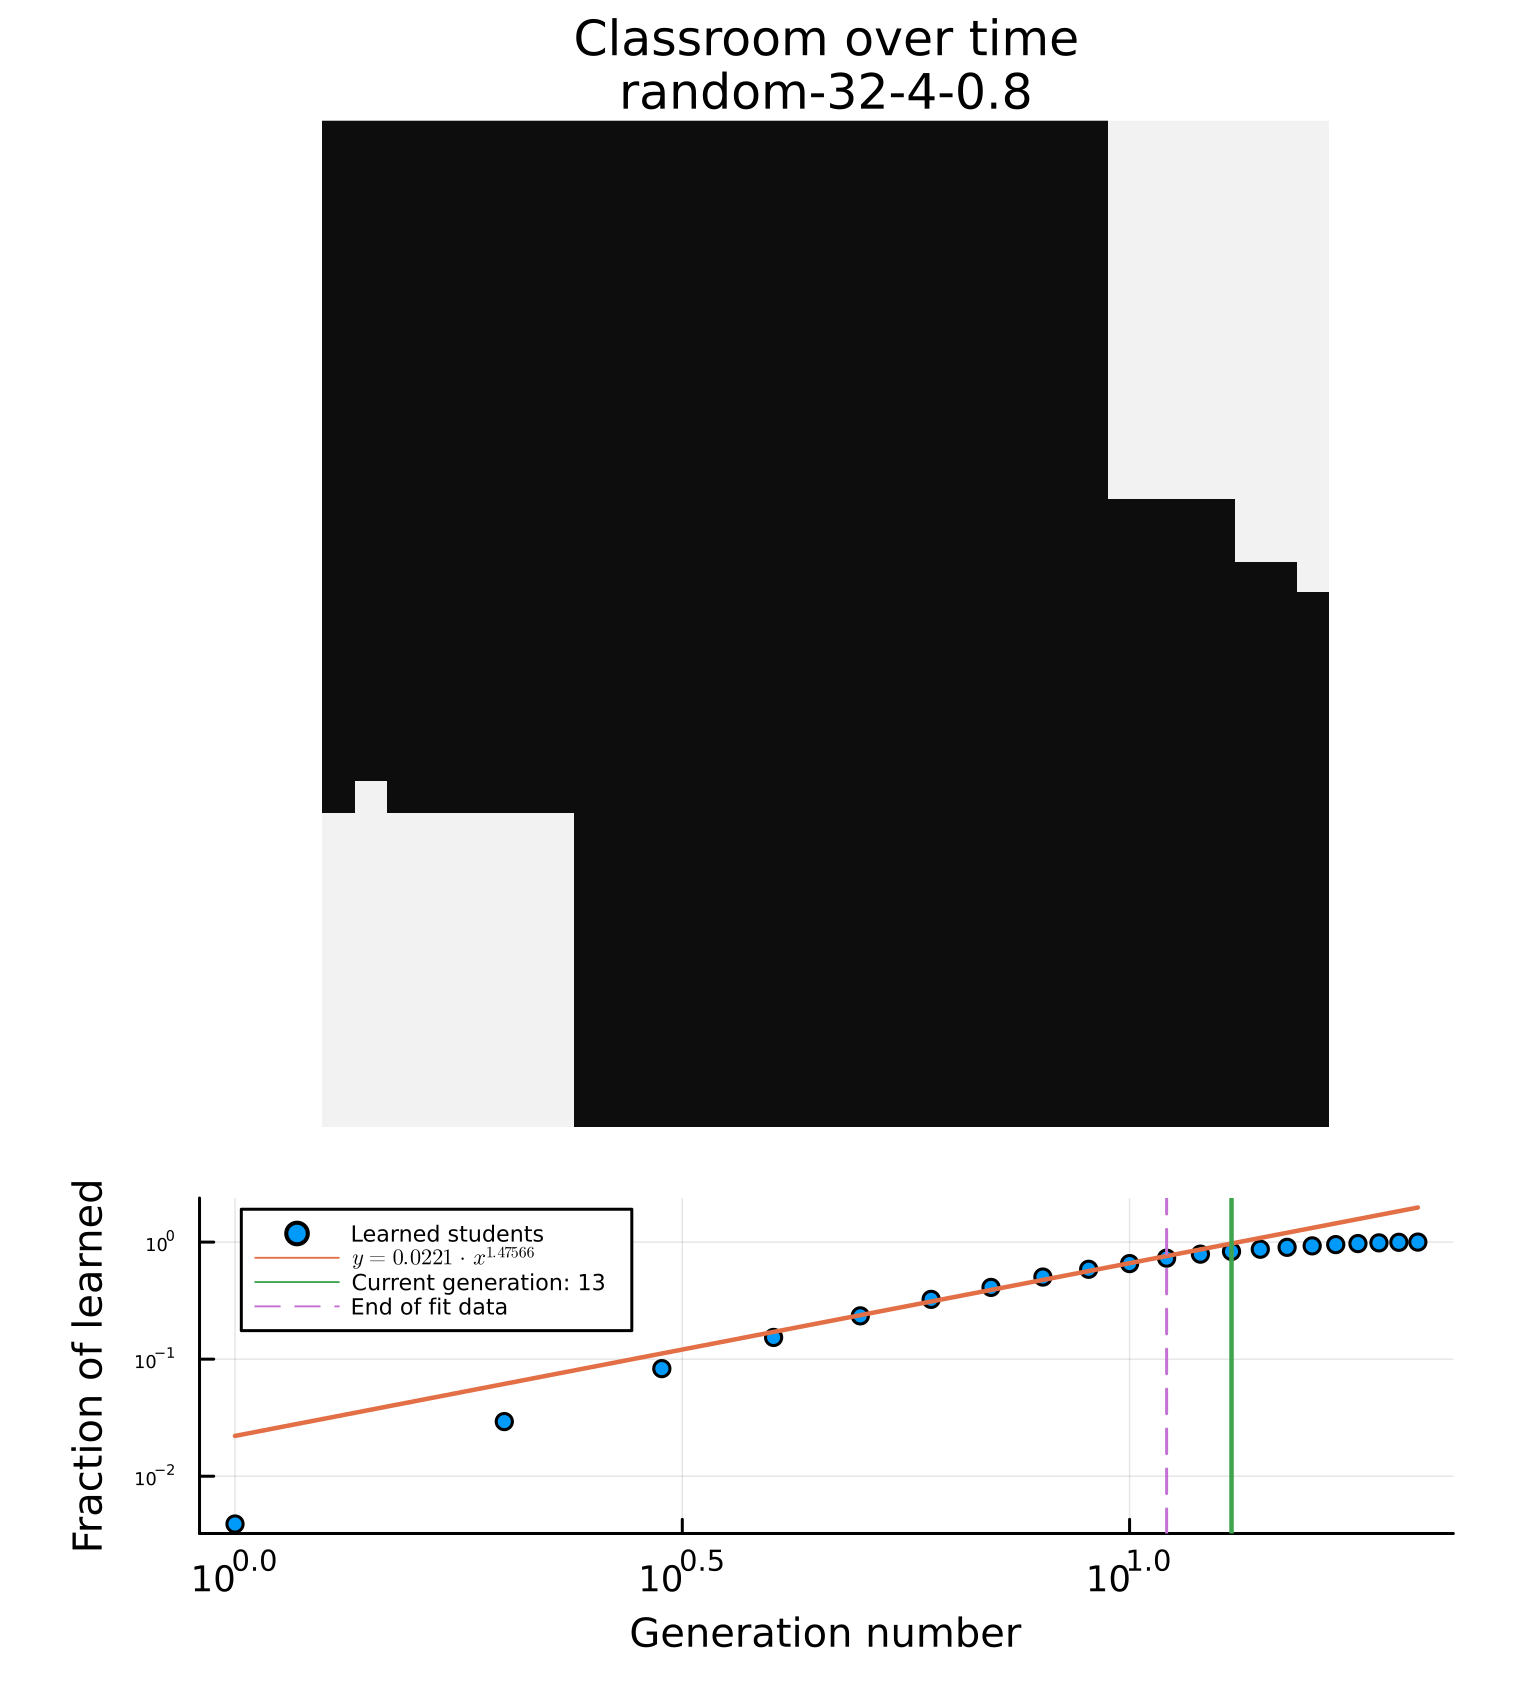 Classroom over time
random-32-4-0.8
Fraction of learned
10^0
10^-1
10^-2
Learned students
y = 0.0221 · x^1.47566
Current generation: 13
End of fit data
10^0.0
10^0.5
10^1.0
Generation number